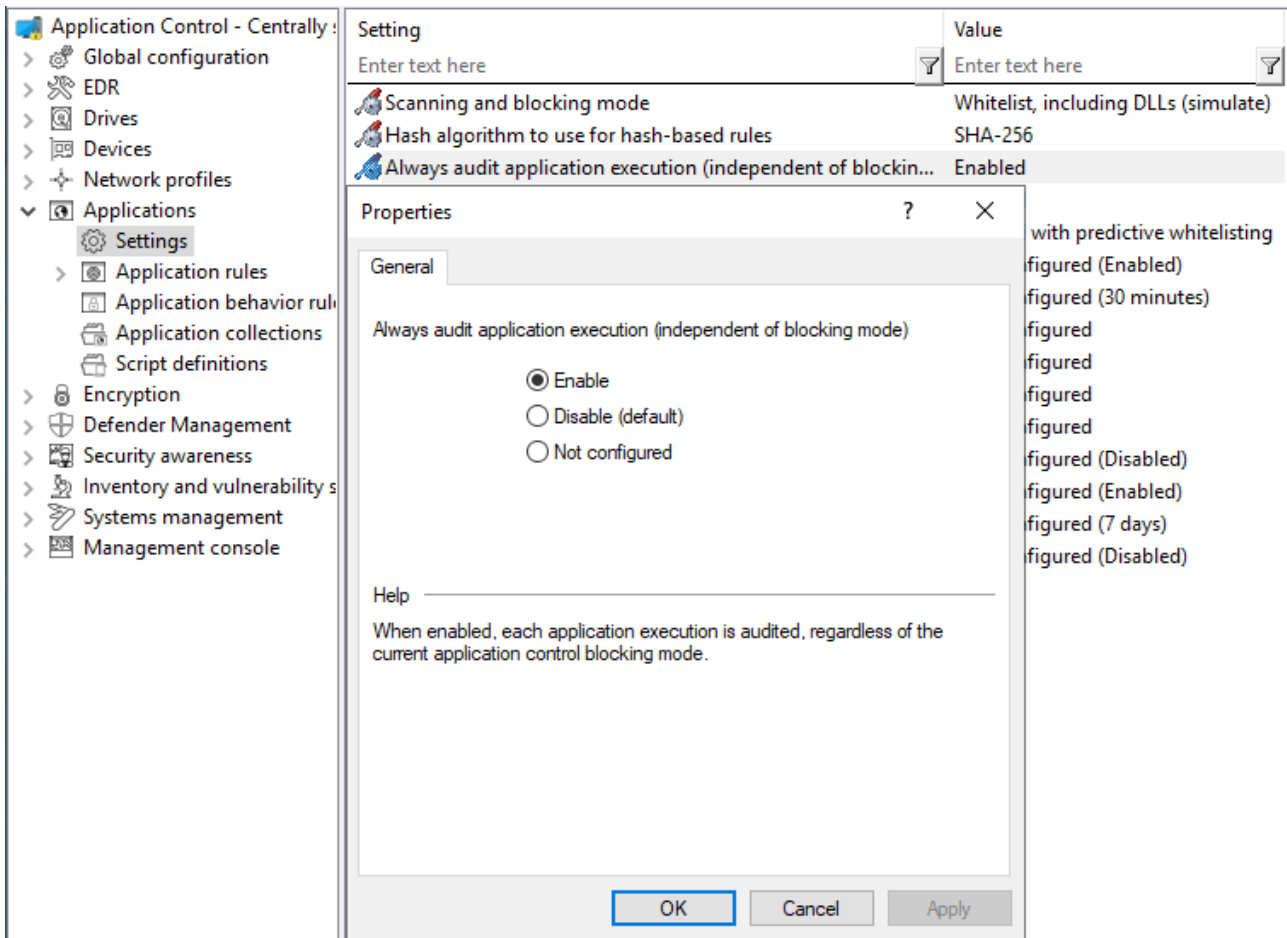 Application Control - Centrally
Global configuration
EDR
Drives
Devices
Network profiles
Applications
Settings
Application rules
Application behavior
Application collections
Script definitions
Encryption
Defender Management
Security awareness
Inventory and vulnerability
Systems management
Management console
Setting Value
Enter text here Enter text here
Scanning and blocking mode Whitelist, including DLLs (simulate)
Hash algorithm to use for hash-based rules SHA-256
Always audit application execution (independent of blockin... Enabled
with predictive whitelisting
figured (Enabled)
figured (30 minutes)
figured
figured
figured
figured
figured (Disabled)
figured (Enabled)
figured (7 days)
figured (Disabled)
Properties ?
General
Always audit application execution (independent of blocking mode)
Enable
Disable (default)
Not configured
Help
When enabled, each application execution is audited, regardless of the
current application control blocking mode.
OK Cancel Apply